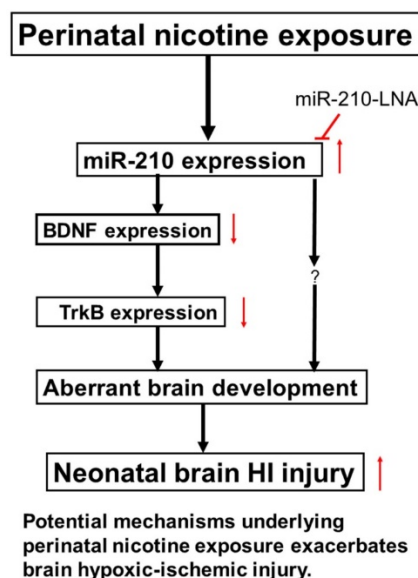 Perinatal nicotine exposure
miR-210-LNA
miR-210 expression
BDNF expression
?
TrkB expression
Aberrant brain development
Neonatal brain HI injury
Potential mechanisms underlying
perinatal nicotine exposure exacerbates
brain hypoxic-ischemic injury.